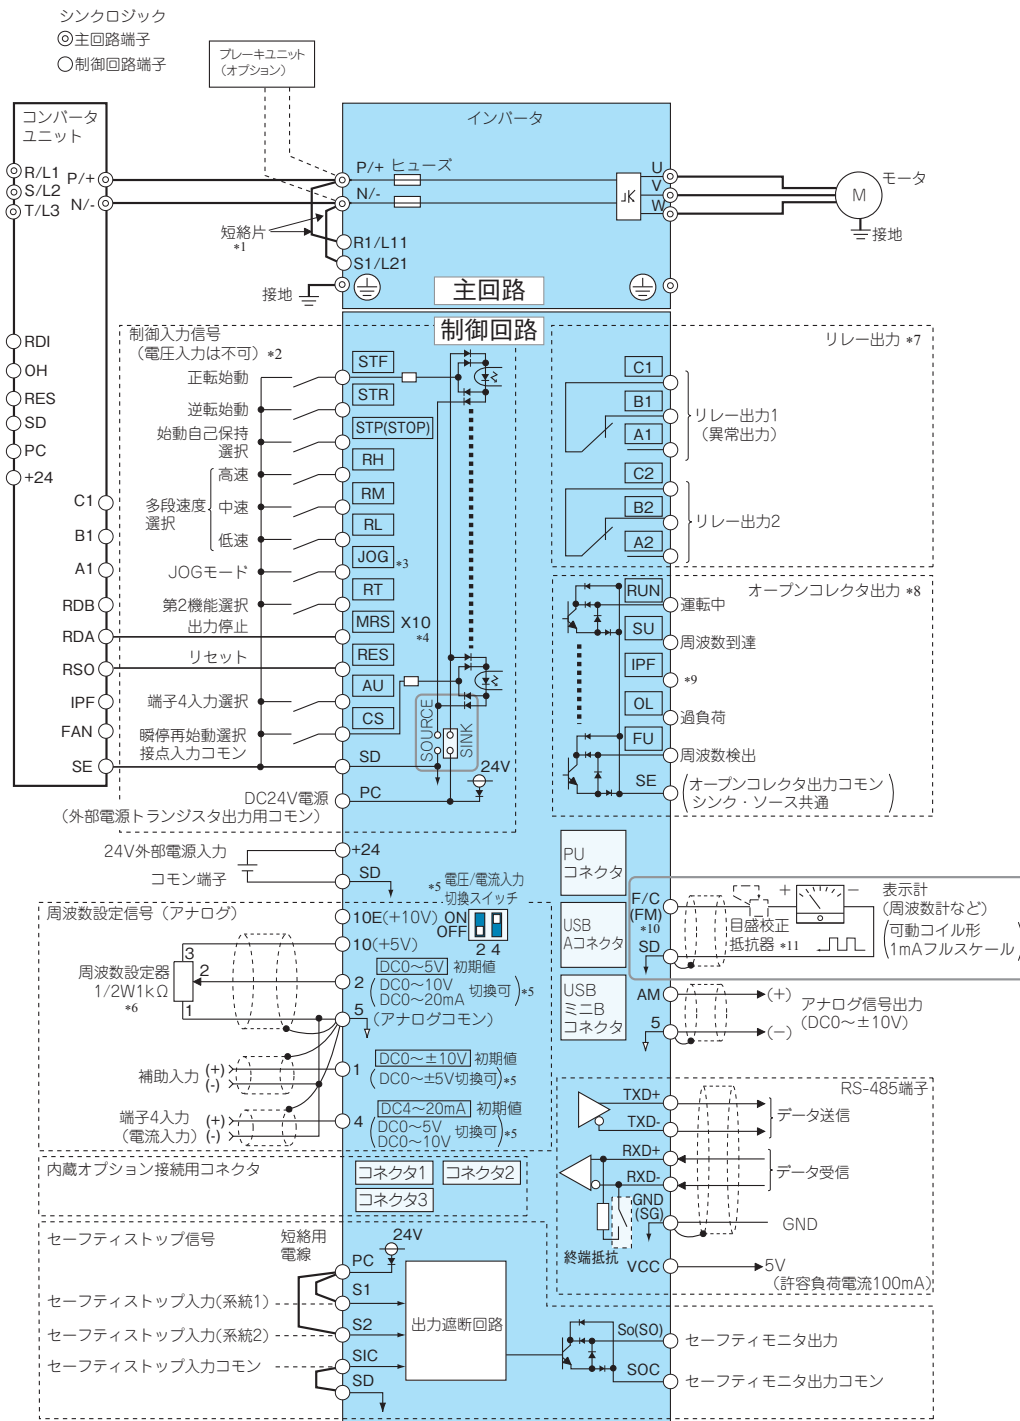 シンクロジック
◎主回路端子
○制御回路端子
ブレーキユニット
(オプション)
コンバータ
ユニット
R/L1
S/L2
T/L3
P/+
N/-
インバータ
P/+ ヒューズ
N/-
U
V
W
M
モータ
接地
短絡片
*1
R1/L11
S1/L21
接地
主回路
制御回路
RDI
OH
RES
SD
PC
+24
C1
B1
A1
RDB
RDA
RSO
IPF
FAN
SE
制御入力信号
(電圧入力は不可) *2
正転始動
逆転始動
始動自己保持
選択
多段速度
選択
高速
中速
低速
JOGモード
第2機能選択
出力停止
リセット
端子4入力選択
瞬停再始動選択
接点入力コモン
DC24V電源
(外部電源トランジスタ出力用コモン)
STF
STR
STP(STOP)
RH
RM
RL
JOG *3
RT
MRS X10
*4
RES
AU
CS
SD
PC
SOURCE
SINK
24V
リレー出力 *7
C1
B1
A1
リレー出力1
(異常出力)
C2
B2
A2
リレー出力2
オープンコレクタ出力 *8
RUN
運転中
SU
周波数到達
IPF
*9
OL
過負荷
FU
周波数検出
SE
(オープンコレクタ出力コモン
シンク・ソース共通)
24V外部電源入力
コモン端子
+24
SD
*5 電圧/電流入力
切換スイッチ
ON
OFF
2 4
周波数設定信号(アナログ)
周波数設定器
1/2W1kΩ
*6
3
2
1
10E(+10V)
10(+5V)
2
DC0〜5V 初期値
(DC0〜10V
DC0〜20mA 切換可) *5
5
(アナログコモン)
補助入力 (+)
(-)
1
DC0〜±10V 初期値
(DC0〜±5V切換可) *5
端子4入力 (+)
(電流入力) (-)
4
DC4〜20mA 初期値
(DC0〜5V
DC0〜10V 切換可) *5
PU
コネクタ
USB
Aコネクタ
USB
ミニB
コネクタ
F/C
(FM)
*10
SD
+ −
目盛校正
抵抗器 *11
表示計
(周波数計など)
(可動コイル形
1mAフルスケール)
AM
5
(+)
(−)
アナログ信号出力
(DC0〜±10V)
RS-485端子
TXD+
TXD-
データ送信
RXD+
RXD-
データ受信
GND
(SG)
GND
終端抵抗
VCC
5V
(許容負荷電流100mA)
内蔵オプション接続用コネクタ
コネクタ1
コネクタ2
コネクタ3
セーフティストップ信号
短絡用
電線
24V
セーフティストップ入力(系統1)
セーフティストップ入力(系統2)
セーフティストップ入力コモン
PC
S1
S2
SIC
SD
出力遮断回路
So(SO)
セーフティモニタ出力
SOC
セーフティモニタ出力コモン